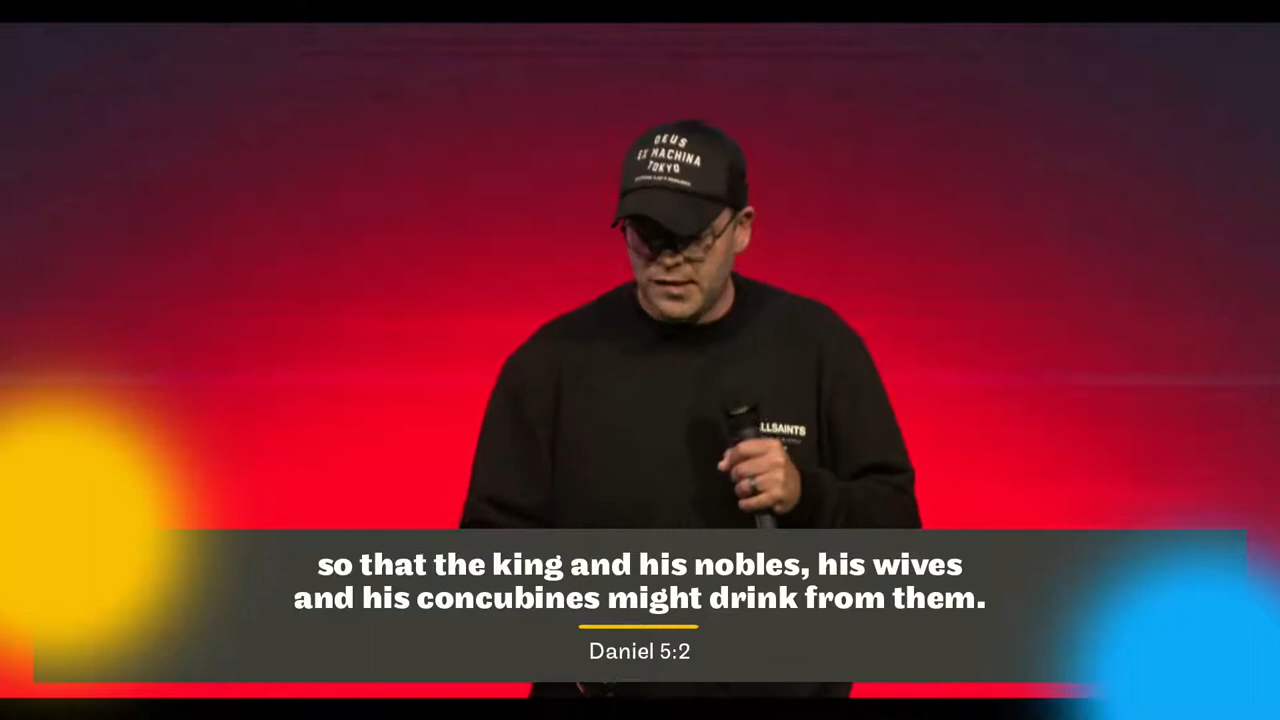 DEUS
EX MACHINA
TOKYO
LLSAINTS
so that the king and his nobles, his wives
and his concubines might drink from them.
Daniel 5:2